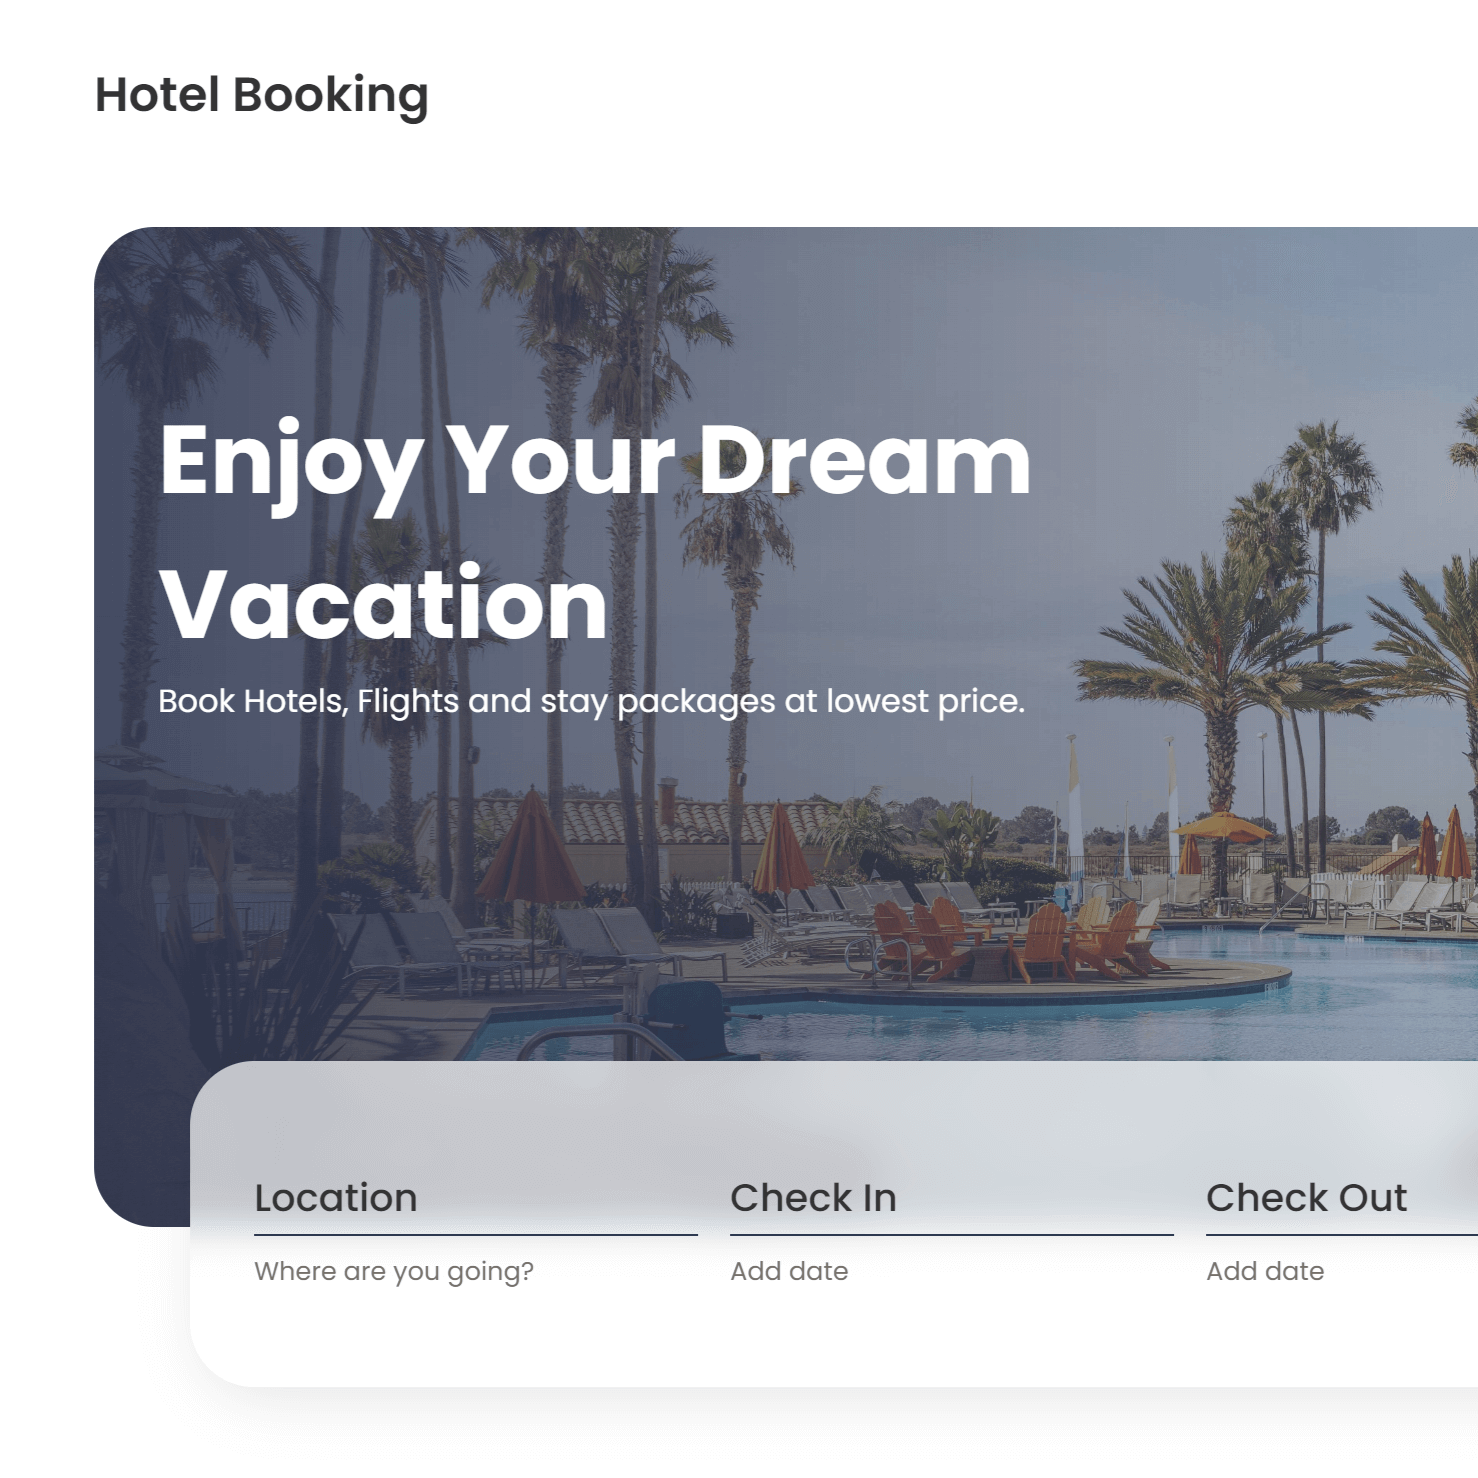 Hotel Booking
Enjoy Your Dream
Vacation
Book Hotels, Flights and stay packages at lowest price.
Location
Check In
Check Out
Where are you going?
Add date
Add date